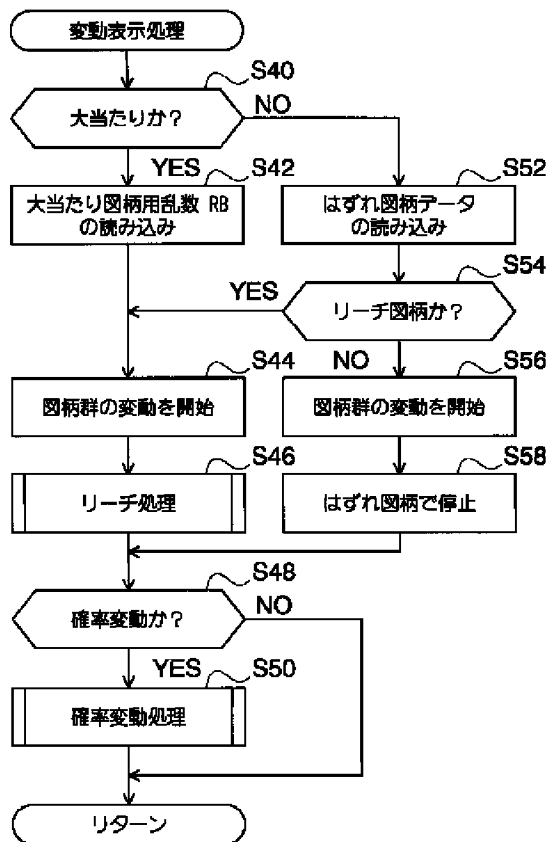 変動表示処理
S40
大当たりか？
NO
YES
S42
大当たり図柄用乱数 RB
の読み込み
S52
はずれ図柄データ
の読み込み
S54
YES
リーチ図柄か？
NO
S44
図柄群の変動を開始
S56
図柄群の変動を開始
S46
リーチ処理
S58
はずれ図柄で停止
S48
確率変動か？
NO
YES
S50
確率変動処理
リターン